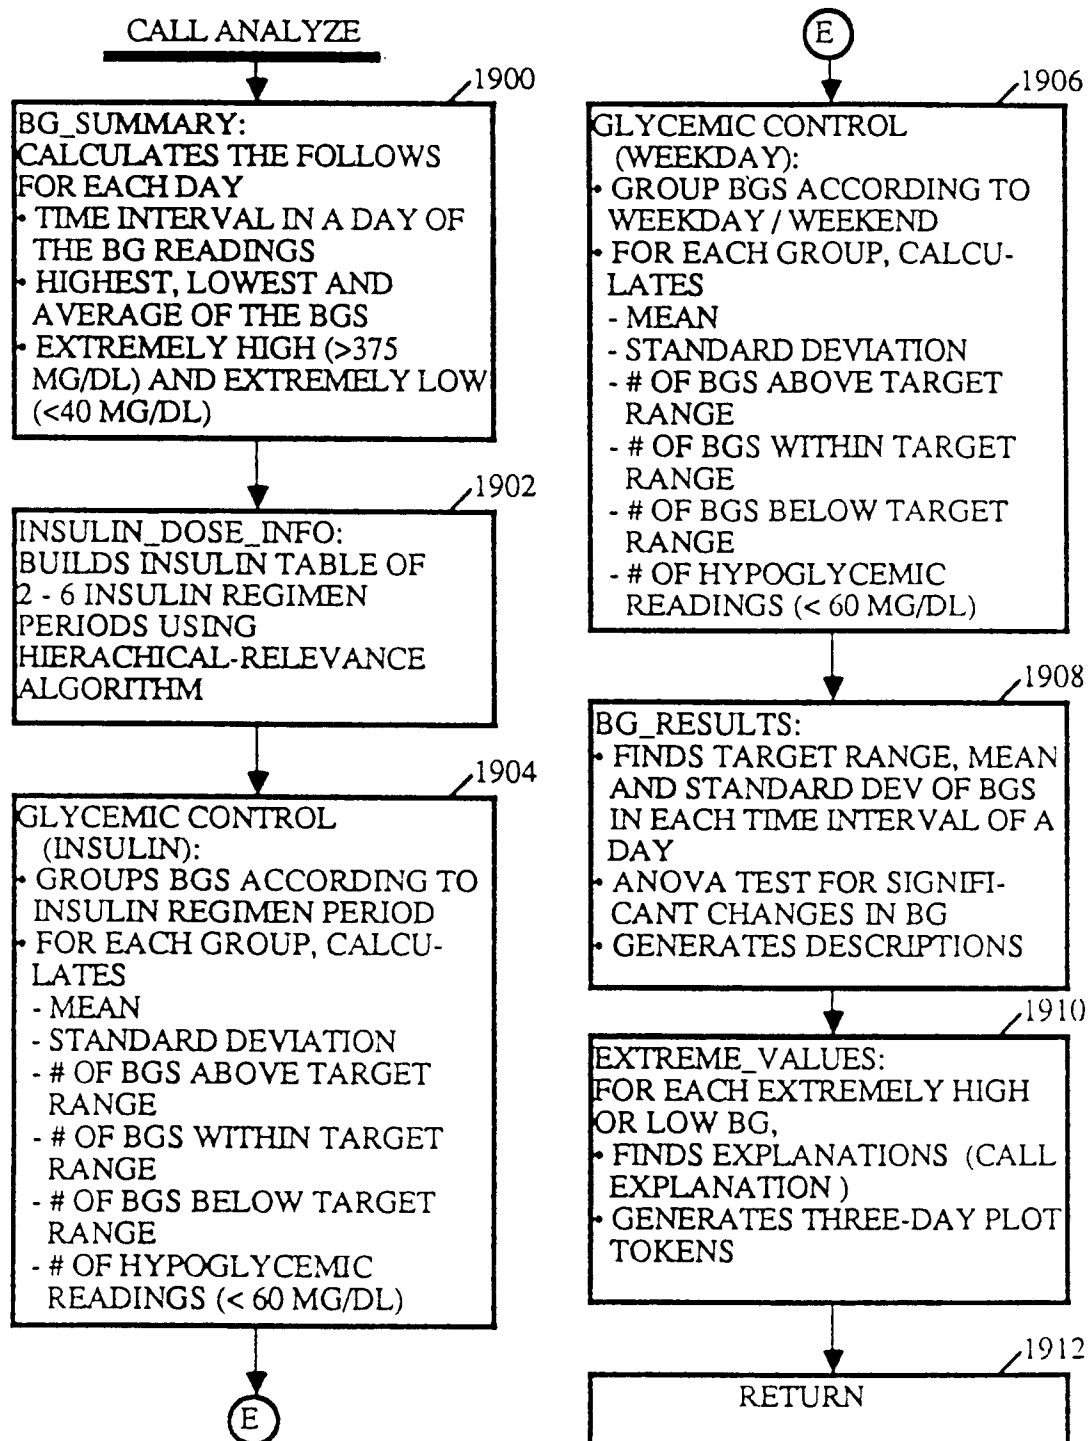 CALL ANALYZE
1900
BG_SUMMARY:
CALCULATES THE FOLLOWS
FOR EACH DAY
• TIME INTERVAL IN A DAY OF
THE BG READINGS
• HIGHEST, LOWEST AND
AVERAGE OF THE BGS
• EXTREMELY HIGH (>375
MG/DL) AND EXTREMELY LOW
(<40 MG/DL)
1902
INSULIN_DOSE_INFO:
BUILDS INSULIN TABLE OF
2 - 6 INSULIN REGIMEN
PERIODS USING
HIERACHICAL-RELEVANCE
ALGORITHM
1904
GLYCEMIC CONTROL
(INSULIN):
• GROUPS BGS ACCORDING TO
INSULIN REGIMEN PERIOD
• FOR EACH GROUP, CALCU-
LATES
- MEAN
- STANDARD DEVIATION
- # OF BGS ABOVE TARGET
RANGE
- # OF BGS WITHIN TARGET
RANGE
- # OF BGS BELOW TARGET
RANGE
- # OF HYPOGLYCEMIC
READINGS (< 60 MG/DL)
E
E
1906
GLYCEMIC CONTROL
(WEEKDAY):
• GROUP BGS ACCORDING TO
WEEKDAY / WEEKEND
• FOR EACH GROUP, CALCU-
LATES
- MEAN
- STANDARD DEVIATION
- # OF BGS ABOVE TARGET
RANGE
- # OF BGS WITHIN TARGET
RANGE
- # OF BGS BELOW TARGET
RANGE
- # OF HYPOGLYCEMIC
READINGS (< 60 MG/DL)
1908
BG_RESULTS:
• FINDS TARGET RANGE, MEAN
AND STANDARD DEV OF BGS
IN EACH TIME INTERVAL OF A
DAY
• ANOVA TEST FOR SIGNIFI-
CANT CHANGES IN BG
• GENERATES DESCRIPTIONS
1910
EXTREME_VALUES:
FOR EACH EXTREMELY HIGH
OR LOW BG,
• FINDS EXPLANATIONS (CALL
EXPLANATION )
• GENERATES THREE-DAY PLOT
TOKENS
1912
RETURN